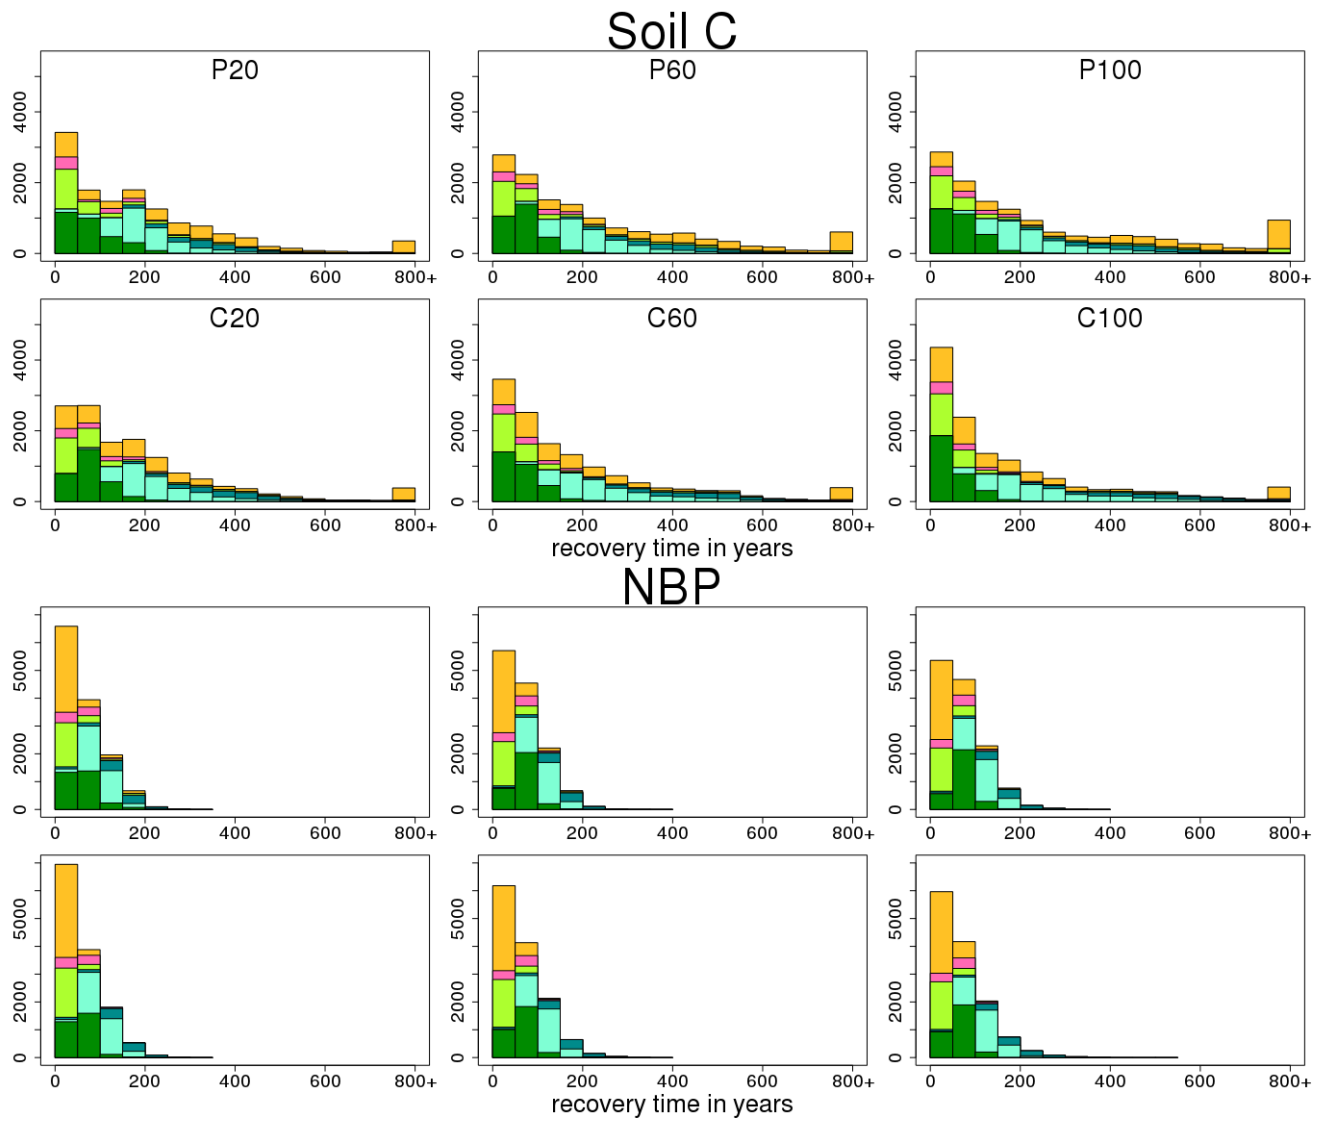 Soil C
P20 P60 P100
0 2000 4000 0 2000 4000 0 2000 4000
0 200 400 600 800+ 0 200 400 600 800+ 0 200 400 600 800+
C20 C60 C100
0 2000 4000 0 2000 4000 0 2000 4000
0 200 400 600 800+ 0 200 400 600 800+ 0 200 400 600 800+
recovery time in years
NBP
0 2000 5000 0 2000 5000 0 2000 5000
0 200 400 600 800+ 0 200 400 600 800+ 0 200 400 600 800+
0 2000 5000 0 2000 5000 0 2000 5000
0 200 400 600 800+ 0 200 400 600 800+ 0 200 400 600 800+
recovery time in years